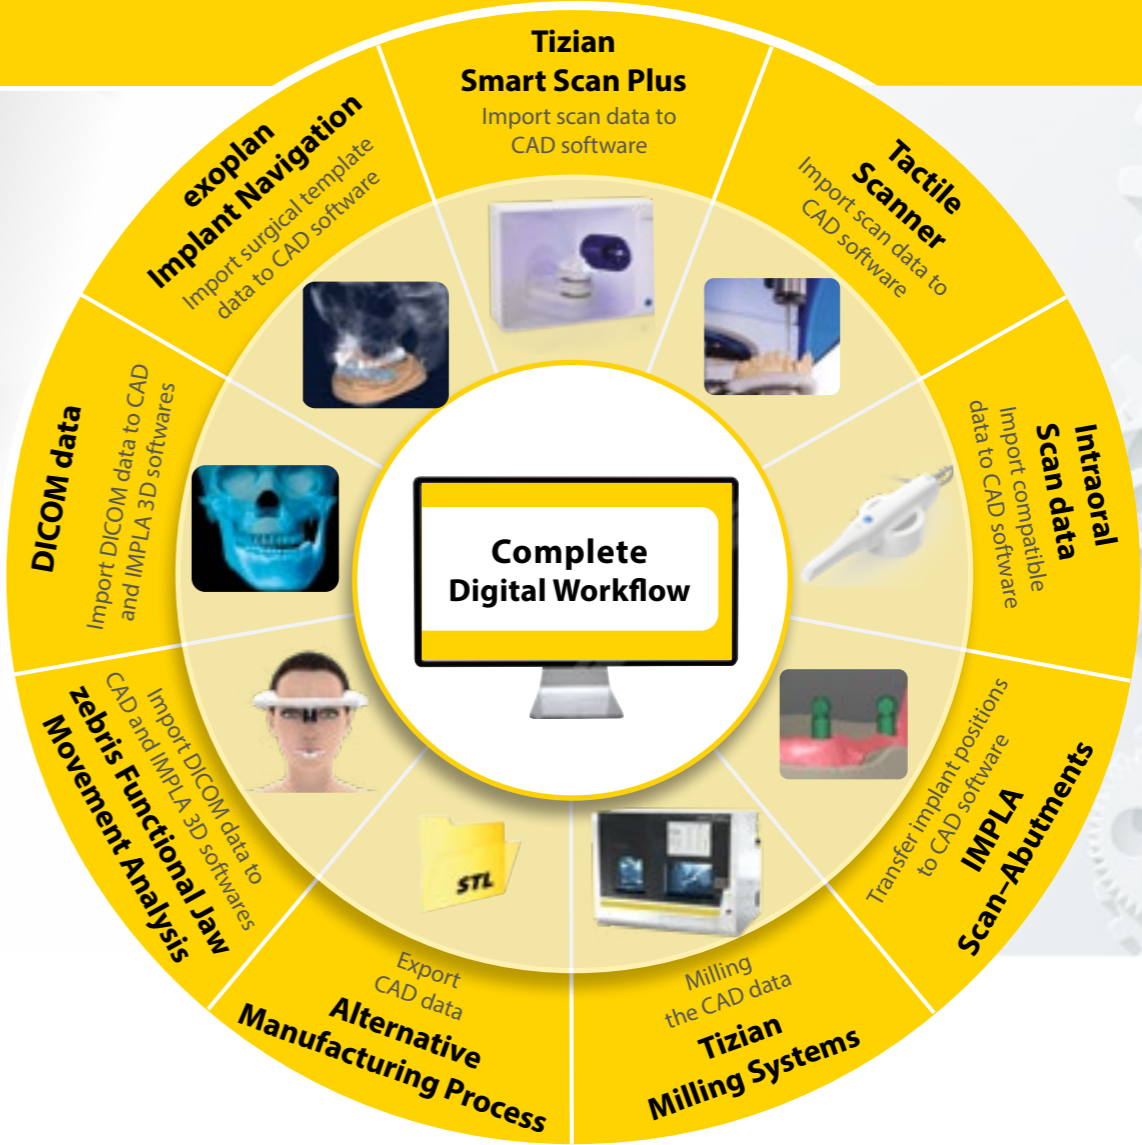 Tizian
Smart Scan Plus
Import scan data to
CAD software
Tactile
Scanner
Import scan data to
CAD software
Intraoral
Scan data
Import compatible
data to CAD software
Transfer implant positions
to CAD software
IMPLA
Scan–Abutments
Milling
the CAD data
Tizian
Milling Systems
Export
CAD data
Alternative
Manufacturing Process
STL
Import DICOM data to
CAD and IMPLA 3D softwares
zebris Functional Jaw
Movement Analysis
DICOM data
Import DICOM data to CAD
and IMPLA 3D softwares
exoplan
Implant Navigation
Import surgical template
data to CAD software
Complete
Digital Workflow